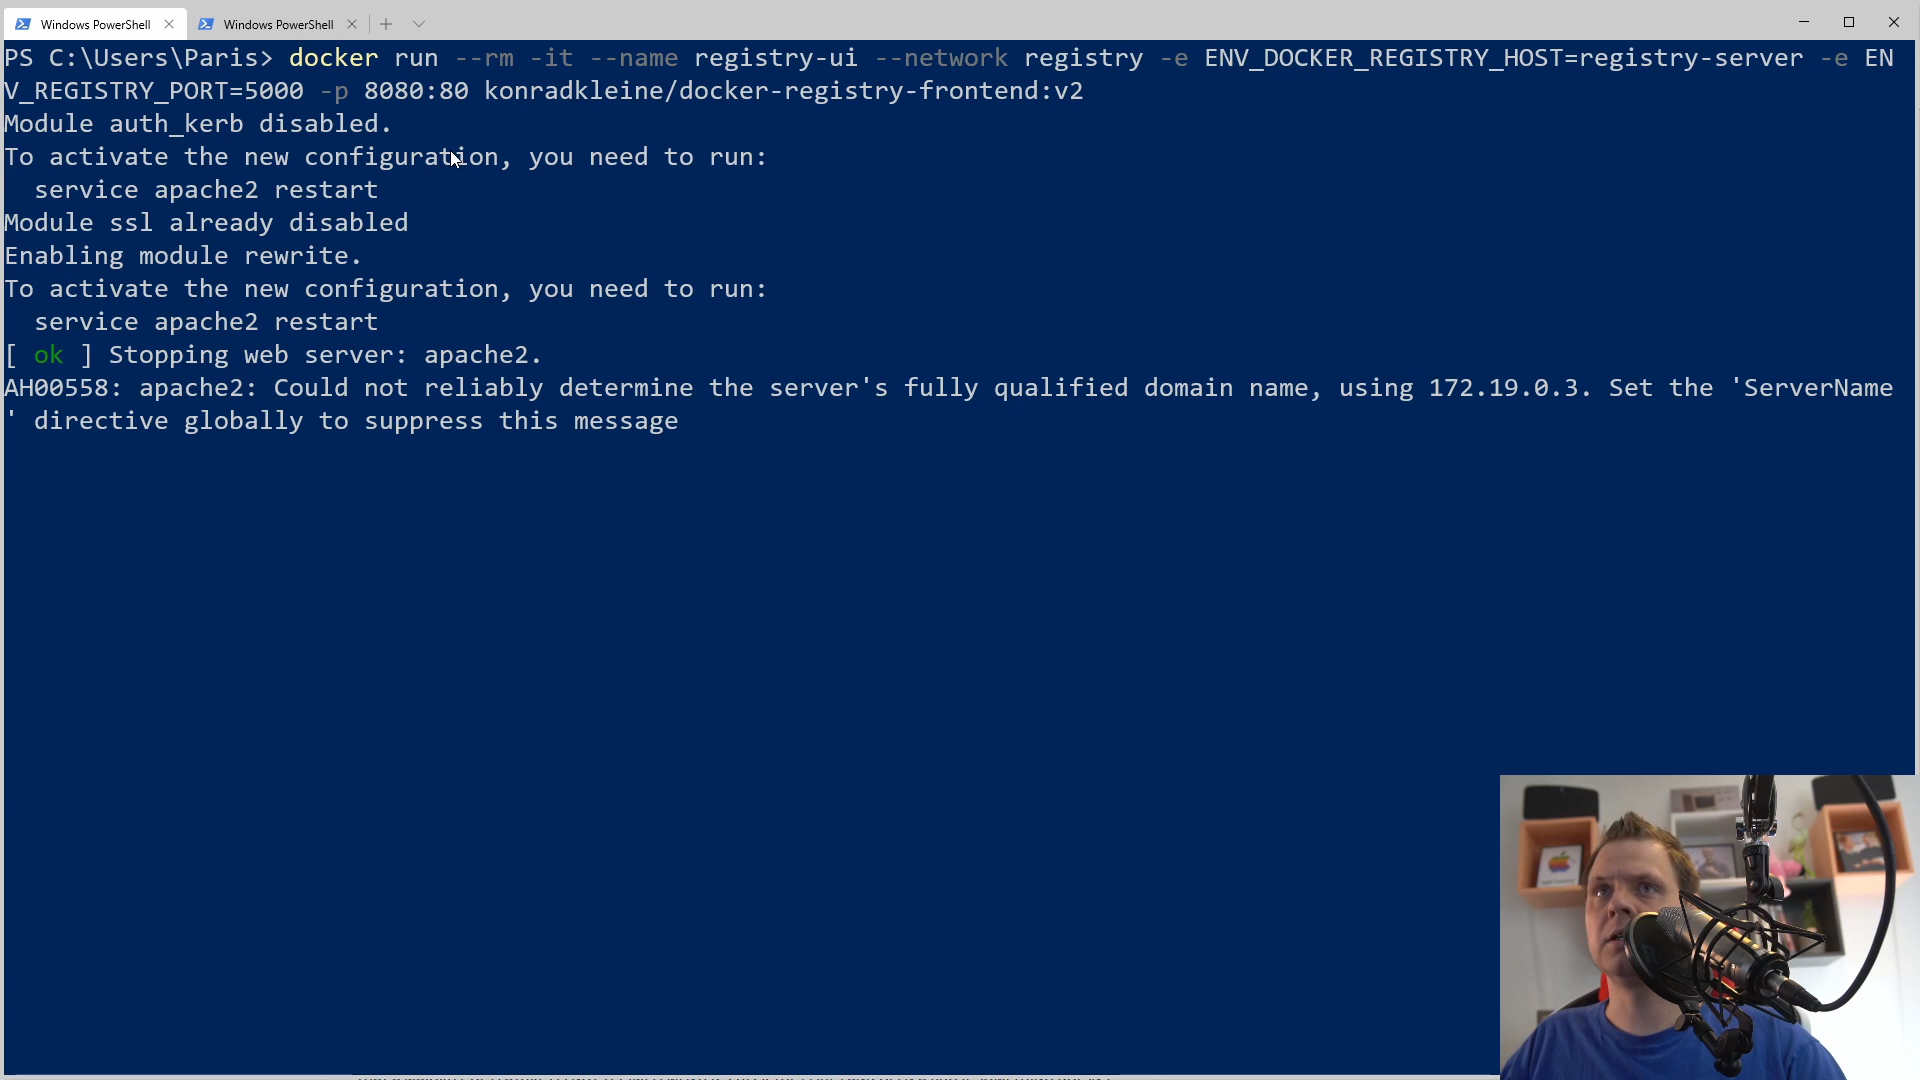 Windows PowerShell Windows PowerShell
PS C:\Users\Paris> docker run --rm -it --name registry-ui --network registry -e ENV_DOCKER_REGISTRY_HOST=registry-server -e EN
V_REGISTRY_PORT=5000 -p 8080:80 konradkleine/docker-registry-frontend:v2
Module auth_kerb disabled.
To activate the new configuration, you need to run:
  service apache2 restart
Module ssl already disabled
Enabling module rewrite.
To activate the new configuration, you need to run:
  service apache2 restart
[ ok ] Stopping web server: apache2.
AH00558: apache2: Could not reliably determine the server's fully qualified domain name, using 172.19.0.3. Set the 'ServerName
' directive globally to suppress this message